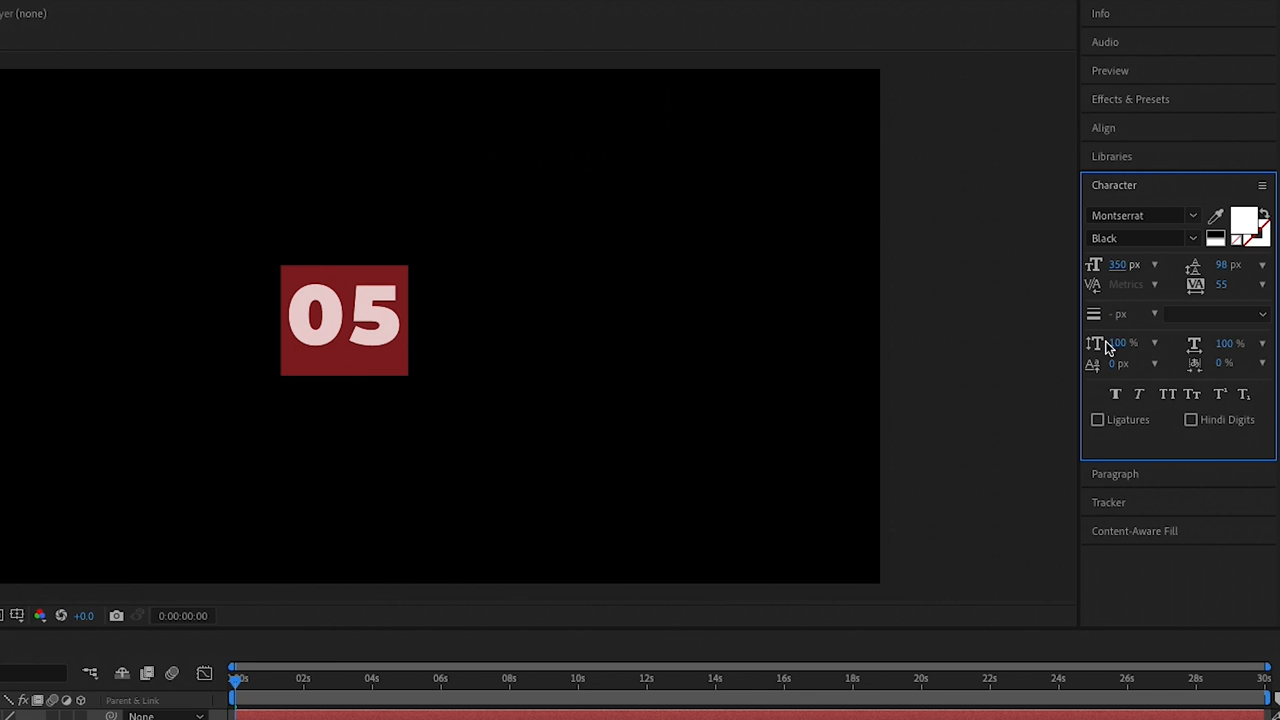 yer (none)
Info
Audio
Preview
Effects & Presets
Align
Libraries
Character
Montserrat
Black
350 px
98 px
Metrics
55
- px
100 %
100 %
0 px
0 %
Ligatures
Hindi Digits
Paragraph
Tracker
Content-Aware Fill
05
+0.0
0:00:00:00
02s 04s 06s 08s 10s 12s 14s 16s 18s 20s 22s 24s 26s 28s 30s
Parent & Link
None